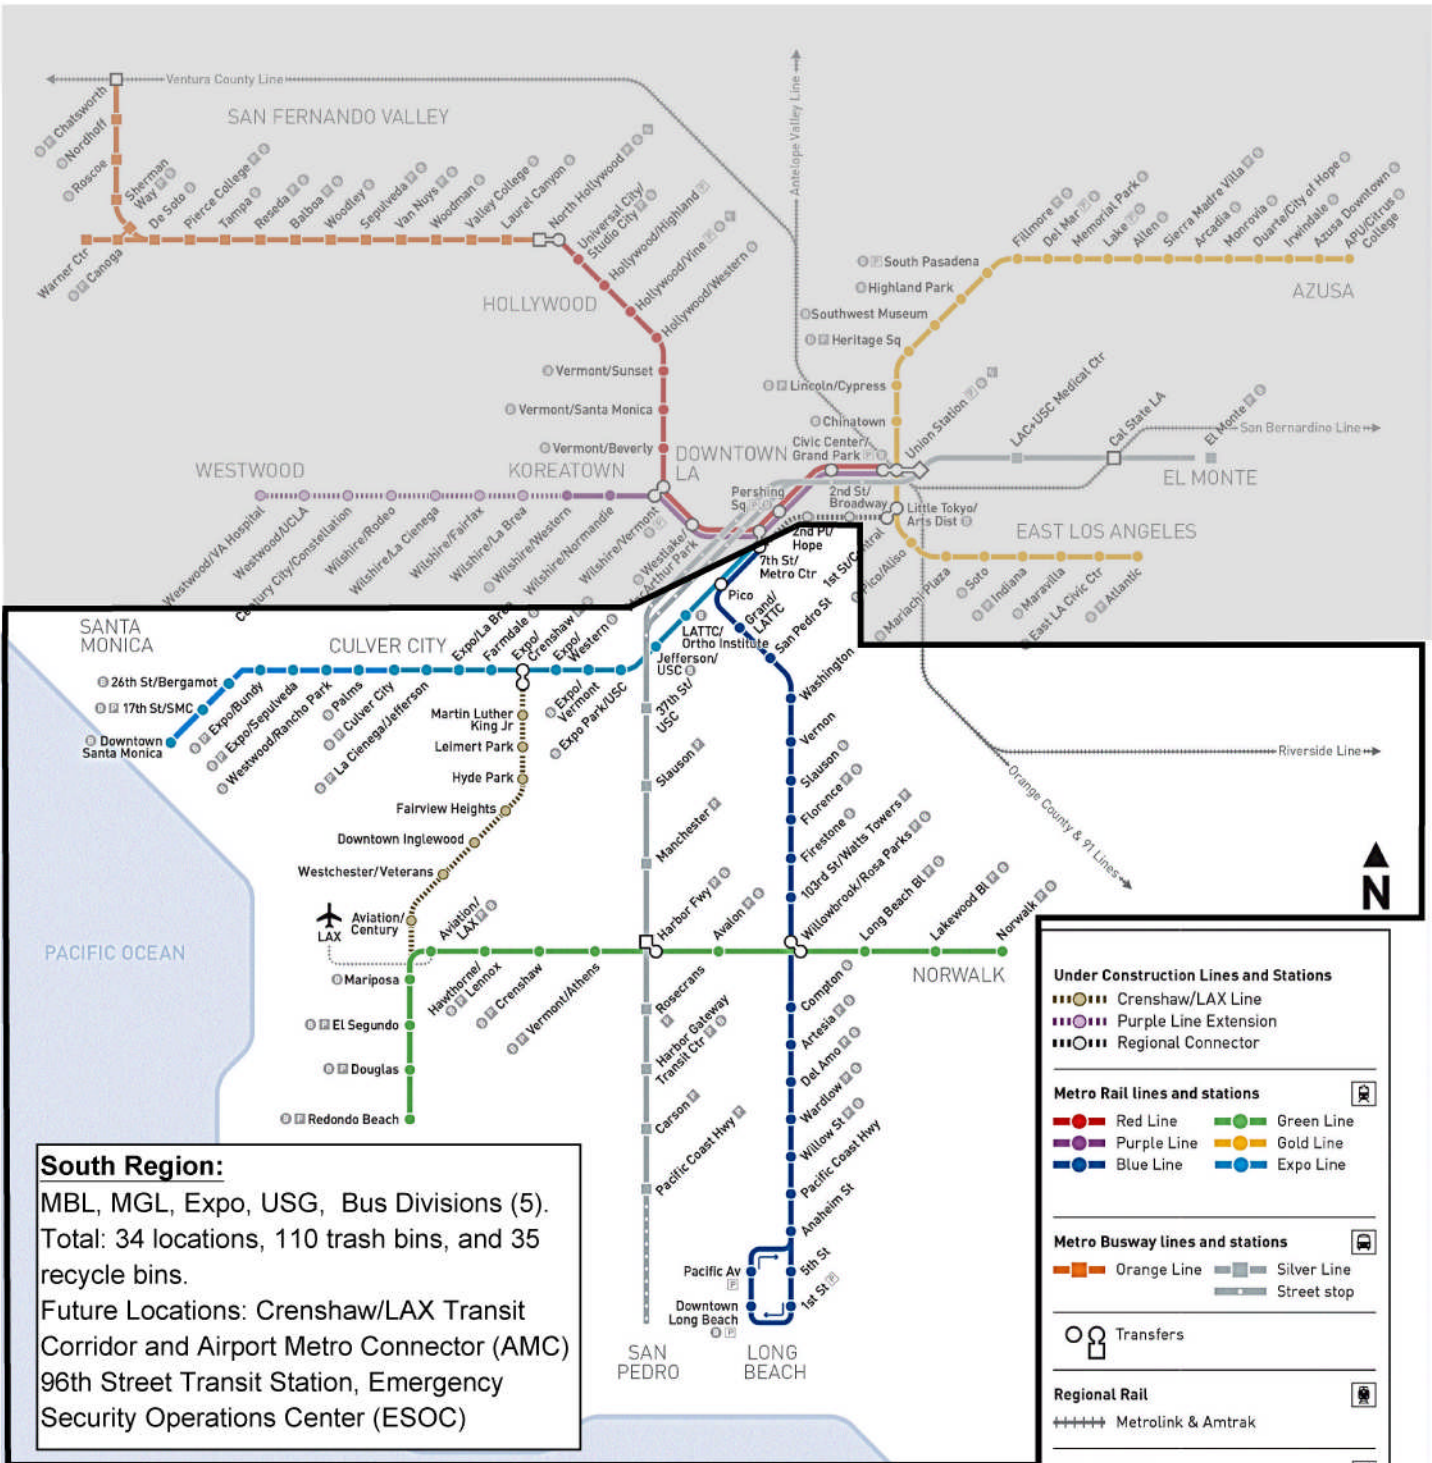 Ventura County Line
Antelope Valley Line
SAN FERNANDO VALLEY
Chatsworth
Nordhoff
Roscoe
Sherman
Way
Warner Ctr
Canoga
De Soto
Pierce College
Tampa
Reseda
Balboa
Woodley
Sepulveda
Van Nuys
Woodman
Valley College
Laurel Canyon
North Hollywood
Universal City/
Studio City
Hollywood/Highland
Hollywood/Vine
Hollywood/Western
HOLLYWOOD
Vermont/Sunset
Vermont/Santa Monica
Vermont/Beverly
Fillmore
Del Mar
Memorial Park
Lake
Allen
Sierra Madre Villa
Arcadia
Monrovia
Duarte/City of Hope
Irwindale
Azusa Downtown
APU/Citrus
College
AZUSA
South Pasadena
Highland Park
Southwest Museum
Heritage Sq
Lincoln/Cypress
Chinatown
Union Station
LAC+USC Medical Ctr
Cal State LA
El Monte
San Bernardino Line
EL MONTE
WESTWOOD
KOREATOWN
DOWNTOWN
LA
Civic Center/
Grand Park
Pershing
Sq
2nd St/
Broadway
Little Tokyo/
Arts Dist
2nd Pl/
Hope
1st St/Central
Westwood/VA Hospital
Westwood/UCLA
Century City/Constellation
Wilshire/Rodeo
Wilshire/La Cienega
Wilshire/Fairfax
Wilshire/La Brea
Wilshire/Western
Wilshire/Normandie
Wilshire/Vermont
Westlake/
MacArthur Park
7th St/
Metro Ctr
EAST LOS ANGELES
Pico/Aliso
Mariachi Plaza
Soto
Indiana
Maravilla
East LA Civic Ctr
Atlantic
SANTA
MONICA
CULVER CITY
26th St/Bergamot
17th St/SMC
Downtown
Santa Monica
Expo/Bundy
Expo/Sepulveda
Westwood/Rancho Park
Palms
Culver City
La Cienega/Jefferson
Expo/La Brea
Farmdale
Expo/
Crenshaw
Expo/
Western
Expo/
Vermont
Expo Park/USC
Jefferson/
USC
LATTC/
Ortho Institute
Pico
Grand/
LATTC
San Pedro St
Washington
Vernon
Slauson
Florence
Firestone
103rd St/Watts Towers
Willowbrook/Rosa Parks
Martin Luther
King Jr
Leimert Park
Hyde Park
Fairview Heights
Downtown Inglewood
Westchester/Veterans
Aviation/
Century
LAX
37th St/
USC
Slauson
Manchester
Harbor Fwy
Avalon
Long Beach Bl
Lakewood Bl
Norwalk
NORWALK
Riverside Line
Orange County & 91 Lines
N
PACIFIC OCEAN
Aviation/
LAX
Mariposa
El Segundo
Douglas
Redondo Beach
Hawthorne/
Lennox
Crenshaw
Vermont/Athens
Rosecrans
Harbor Gateway
Transit Ctr
Carson
Pacific Coast Hwy
Compton
Artesia
Del Amo
Wardlow
Willow St
Pacific Coast Hwy
Anaheim St
5th St
1st St
Pacific Av
Downtown
Long Beach
SAN
PEDRO
LONG
BEACH
South Region:
MBL, MGL, Expo, USG, Bus Divisions (5).
Total: 34 locations, 110 trash bins, and 35
recycle bins.
Future Locations: Crenshaw/LAX Transit
Corridor and Airport Metro Connector (AMC)
96th Street Transit Station, Emergency
Security Operations Center (ESOC)
Under Construction Lines and Stations
Crenshaw/LAX Line
Purple Line Extension
Regional Connector
Metro Rail lines and stations
Red Line
Green Line
Purple Line
Gold Line
Blue Line
Expo Line
Metro Busway lines and stations
Orange Line
Silver Line
Street stop
Transfers
Regional Rail
Metrolink & Amtrak